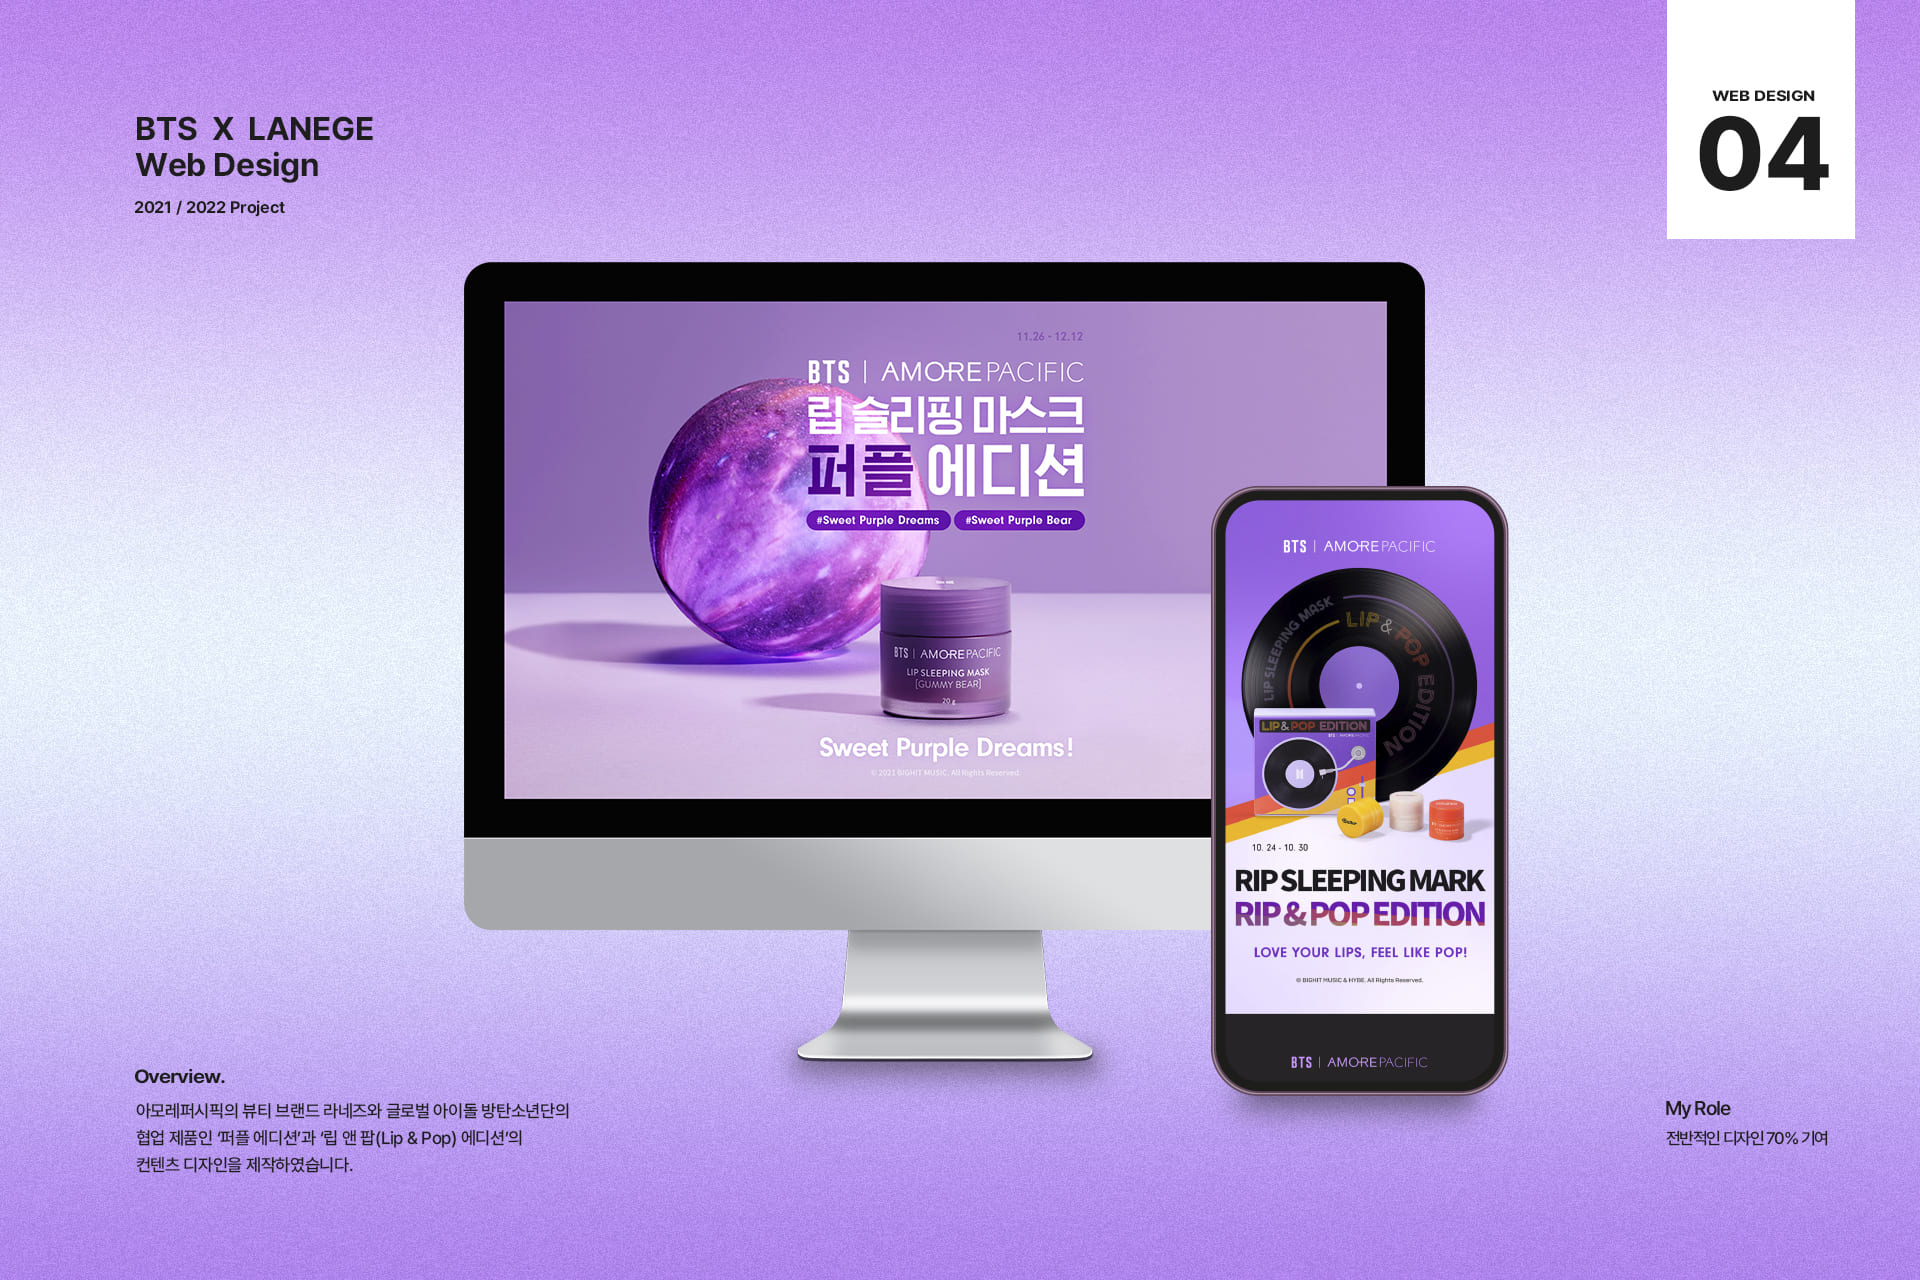 BTS X LANEGE
Web Design
2021 / 2022 Project
WEB DESIGN
04
11.26 - 12.12
BTS | AMOREPACIFIC
립 슬리핑 마스크
퍼플 에디션
#Sweet Purple Dreams #Sweet Purple Bear
BTS | AMOREPACIFIC
LIP SLEEPING MASK
[GUMMY BEAR]
20 g
Sweet Purple Dreams!
© 2021 BIGHIT MUSIC. All Rights Reserved.
BTS | AMOREPACIFIC
LIP SLEEPING MASK
LIP & POP EDITION
LIP&POP EDITION
BTS | AMOREPACIFIC
10. 24 - 10. 30
RIP SLEEPING MARK
RIP & POP EDITION
LOVE YOUR LIPS, FEEL LIKE POP!
© BIGHIT MUSIC & HYBE. All Rights Reserved.
BTS | AMOREPACIFIC
Overview.
아모레퍼시픽의 뷰티 브랜드 라네즈와 글로벌 아이돌 방탄소년단의
협업 제품인 '퍼플 에디션'과 '립 앤 팝(Lip & Pop) 에디션'의
컨텐츠 디자인을 제작하였습니다.
My Role
전반적인 디자인 70% 기여